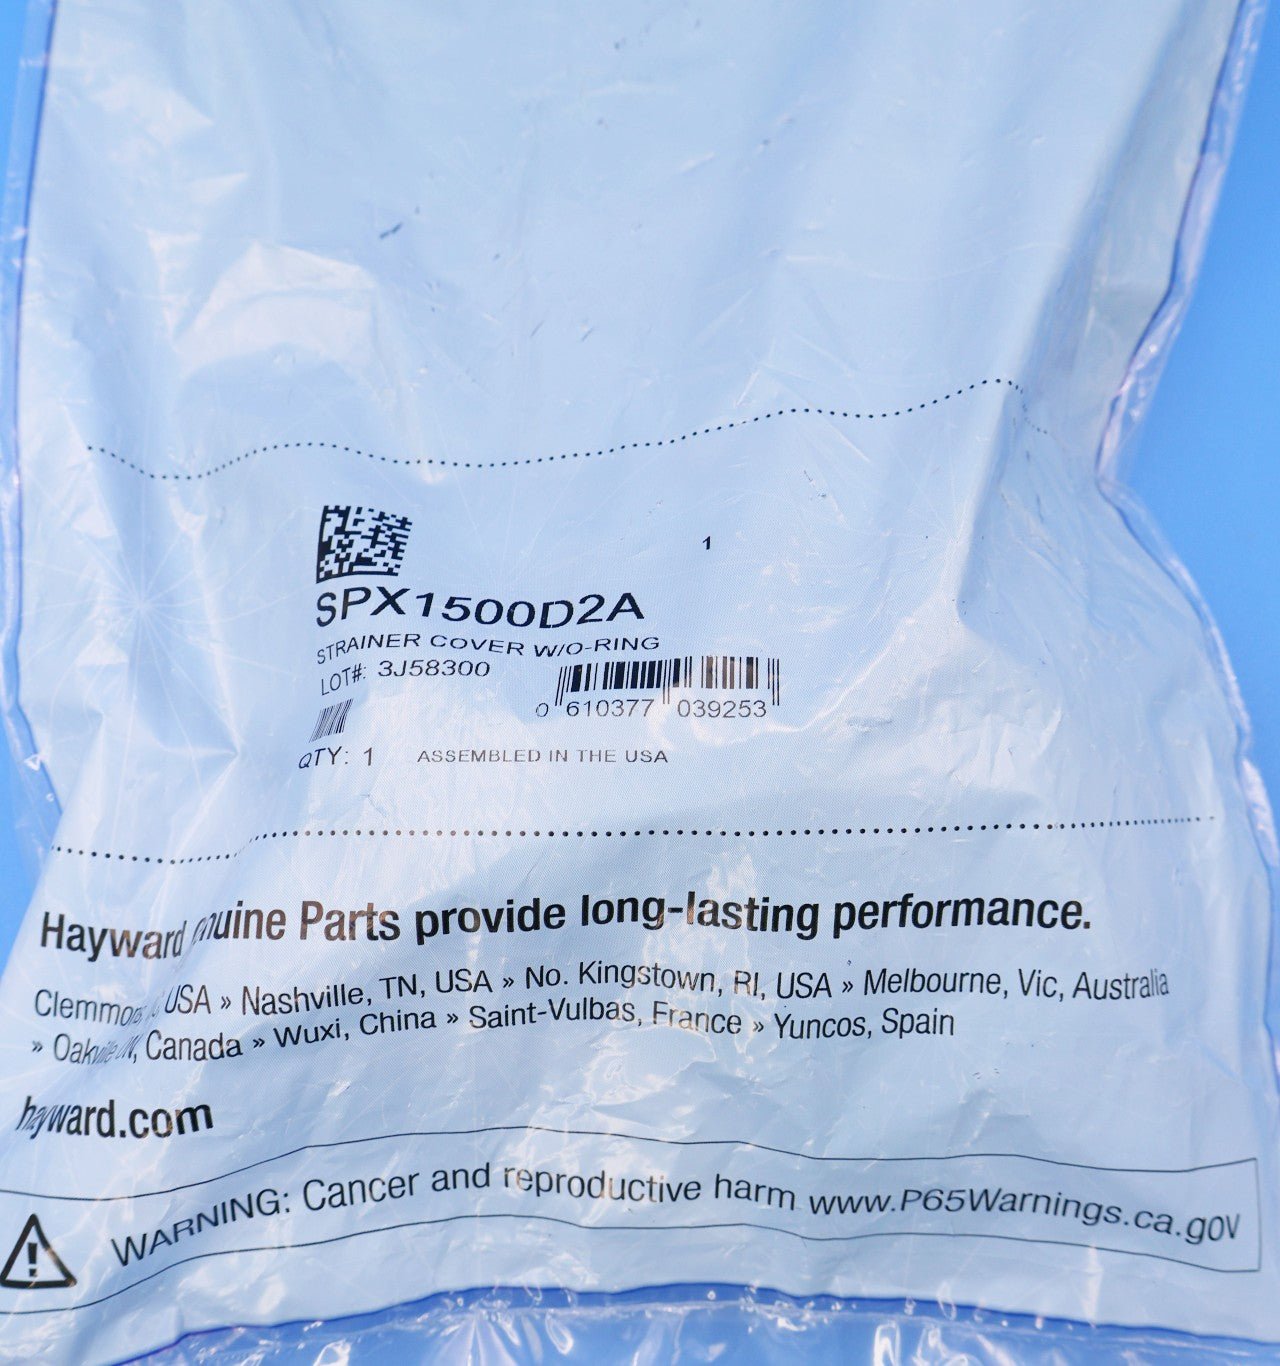 1
SPX1500D2A
STRAINER COVER W/O-RING
LOT#: 3J58300
0 610377 039253
QTY: 1 ASSEMBLED IN THE USA
Hayward Parts provide long-lasting performance.
USA » Nashville, TN, USA » No. Kingstown, RI, USA » Melbourne, Vic, Australia
» Canada » Wuxi, China » Saint-Vulbas, France » Yuncos, Spain
hayward.com
WARNING: Cancer and reproductive harm www.P65Warnings.ca.gov